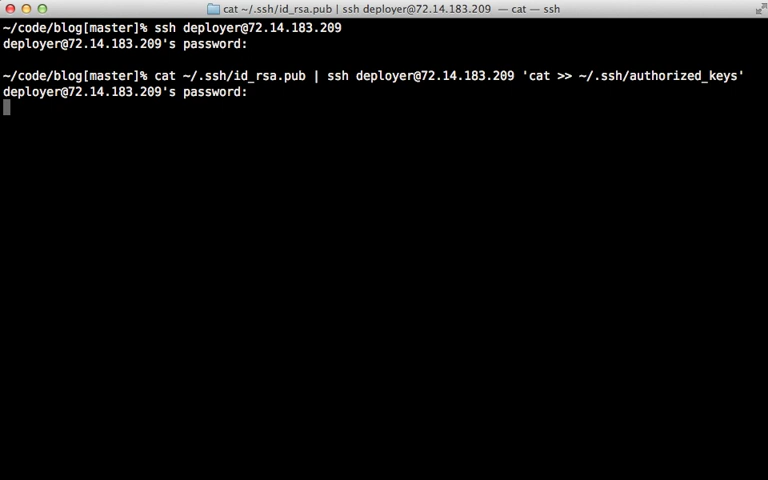 cat ~/.ssh/id_rsa.pub | ssh deployer@72.14.183.209 — cat — ssh
~/code/blog[master]% ssh deployer@72.14.183.209
deployer@72.14.183.209's password:
~/code/blog[master]% cat ~/.ssh/id_rsa.pub | ssh deployer@72.14.183.209 'cat >> ~/.ssh/authorized_keys'
deployer@72.14.183.209's password: